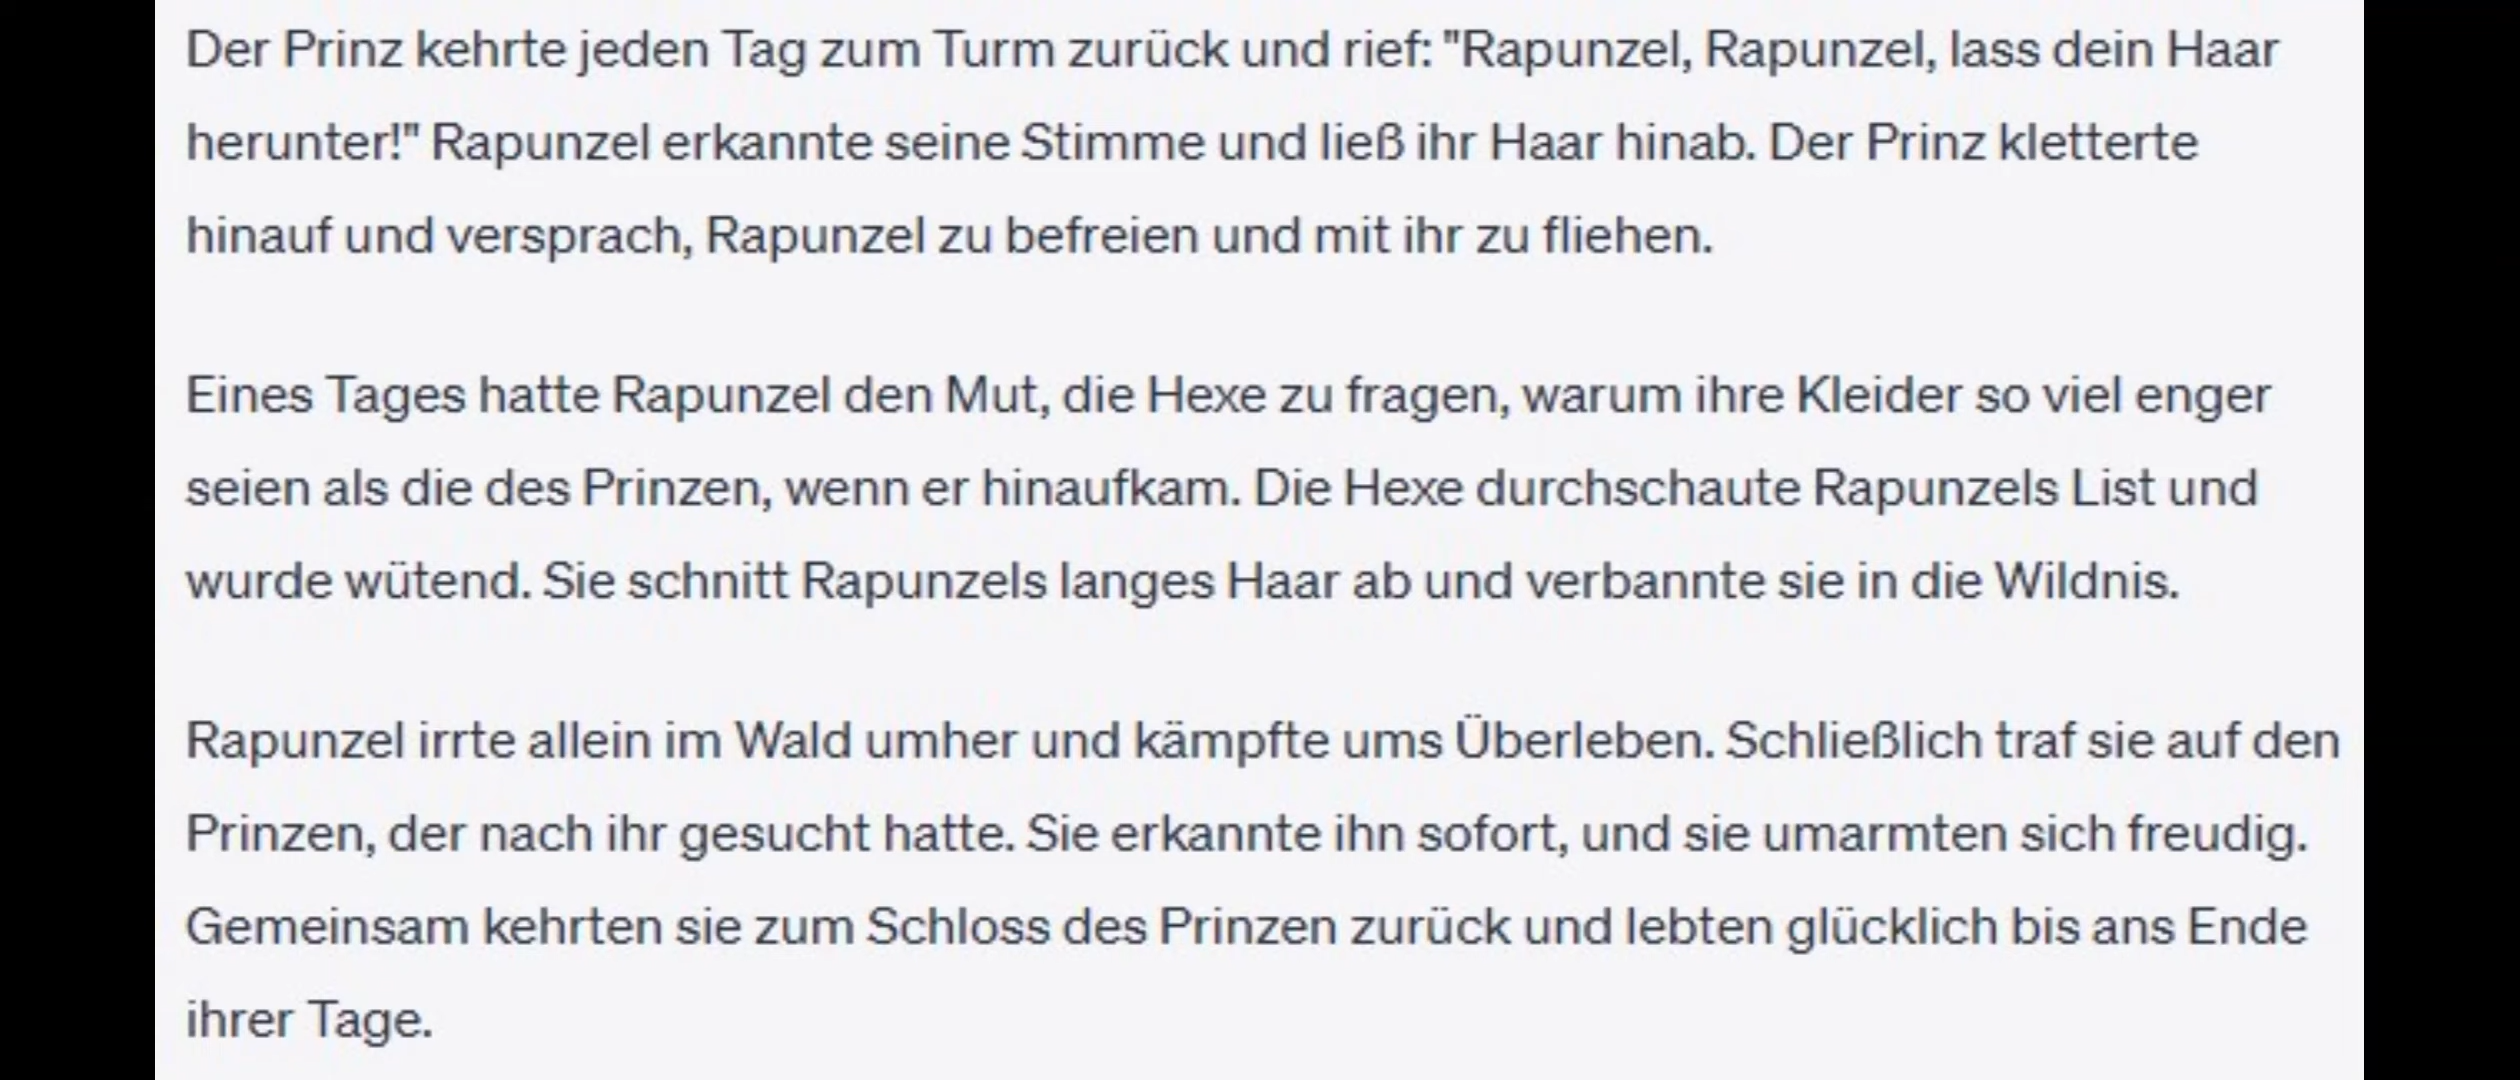 Der Prinz kehrte jeden Tag zum Turm zurück und rief: "Rapunzel, Rapunzel, lass dein Haar
herunter!" Rapunzel erkannte seine Stimme und ließ ihr Haar hinab. Der Prinz kletterte
hinauf und versprach, Rapunzel zu befreien und mit ihr zu fliehen.
Eines Tages hatte Rapunzel den Mut, die Hexe zu fragen, warum ihre Kleider so viel enger
seien als die des Prinzen, wenn er hinaufkam. Die Hexe durchschaute Rapunzels List und
wurde wütend. Sie schnitt Rapunzels langes Haar ab und verbannte sie in die Wildnis.
Rapunzel irrte allein im Wald umher und kämpfte ums Überleben. Schließlich traf sie auf den
Prinzen, der nach ihr gesucht hatte. Sie erkannte ihn sofort, und sie umarmten sich freudig.
Gemeinsam kehrten sie zum Schloss des Prinzen zurück und lebten glücklich bis ans Ende
ihrer Tage.